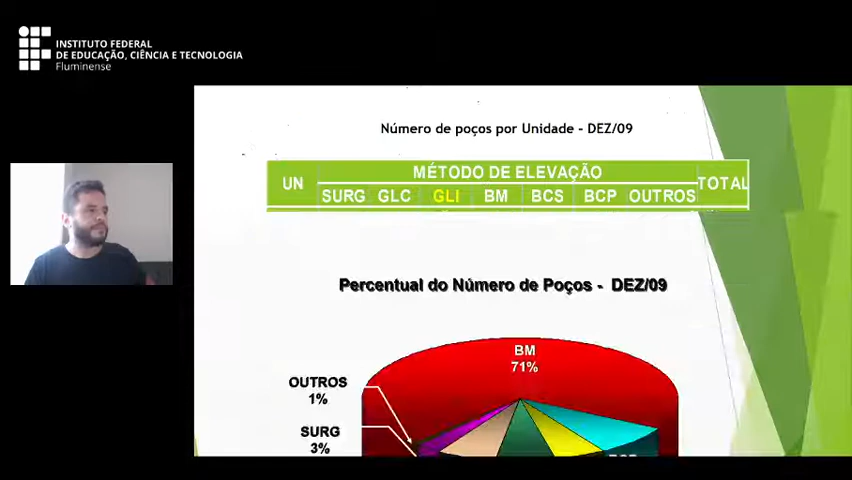 INSTITUTO FEDERAL
DE EDUCAÇÃO, CIÊNCIA E TECNOLOGIA
Fluminense
Número de poços por Unidade - DEZ/09
UN
MÉTODO DE ELEVAÇÃO
TOTAL
SURG GLC GLI BM BCS BCP OUTROS
Percentual do Número de Poços - DEZ/09
BM
71%
OUTROS
1%
SURG
3%